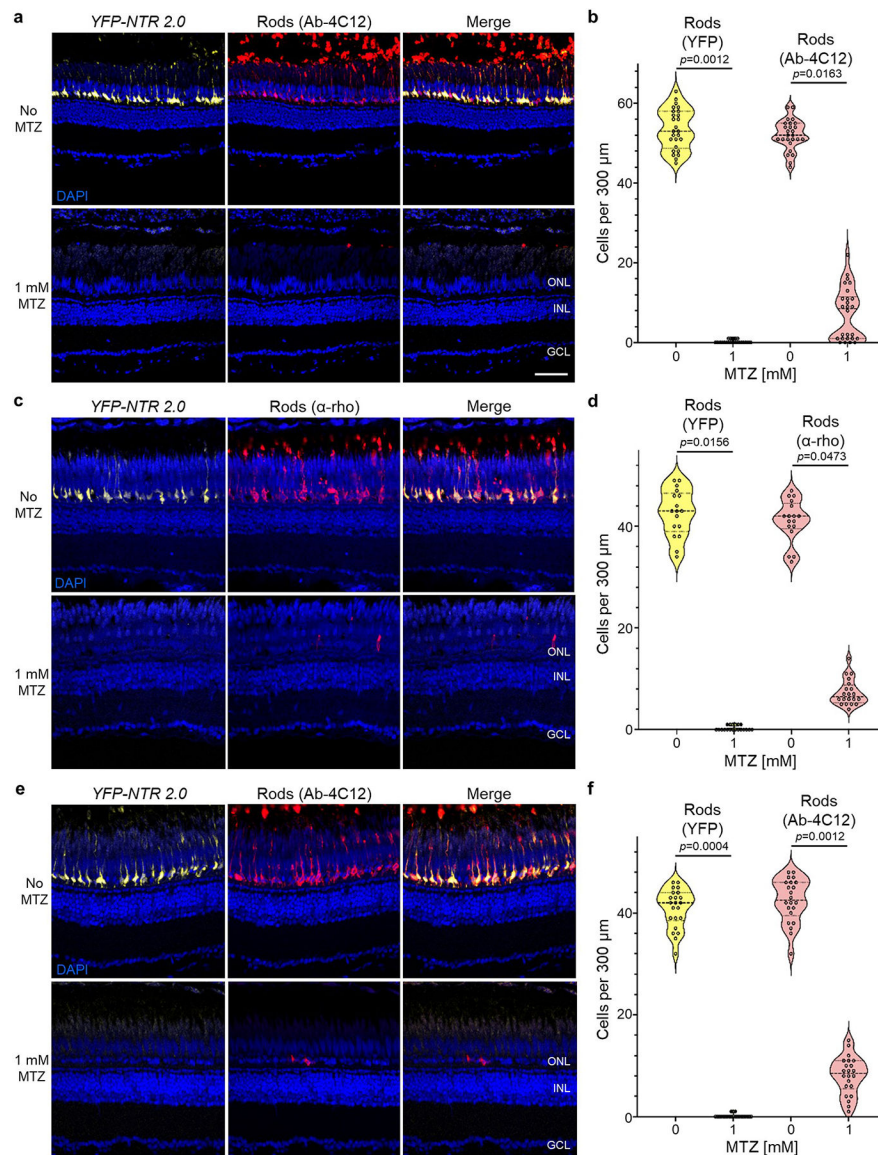 a
YFP-NTR 2.0
Rods (Ab-4C12)
Merge
No
MTZ
DAPI
1 mM
MTZ
ONL
INL
GCL
b
Rods
(YFP)
p=0.0012
Rods
(Ab-4C12)
p=0.0163
Cells per 300 µm
60
40
20
0
0
1
0
1
MTZ [mM]
c
YFP-NTR 2.0
Rods (α-rho)
Merge
No
MTZ
DAPI
1 mM
MTZ
ONL
INL
GCL
d
Rods
(YFP)
p=0.0156
Rods
(α-rho)
p=0.0473
Cells per 300 µm
40
20
0
0
1
0
1
MTZ [mM]
e
YFP-NTR 2.0
Rods (Ab-4C12)
Merge
No
MTZ
DAPI
1 mM
MTZ
ONL
INL
GCL
f
Rods
(YFP)
p=0.0004
Rods
(Ab-4C12)
p=0.0012
Cells per 300 µm
40
20
0
0
1
0
1
MTZ [mM]